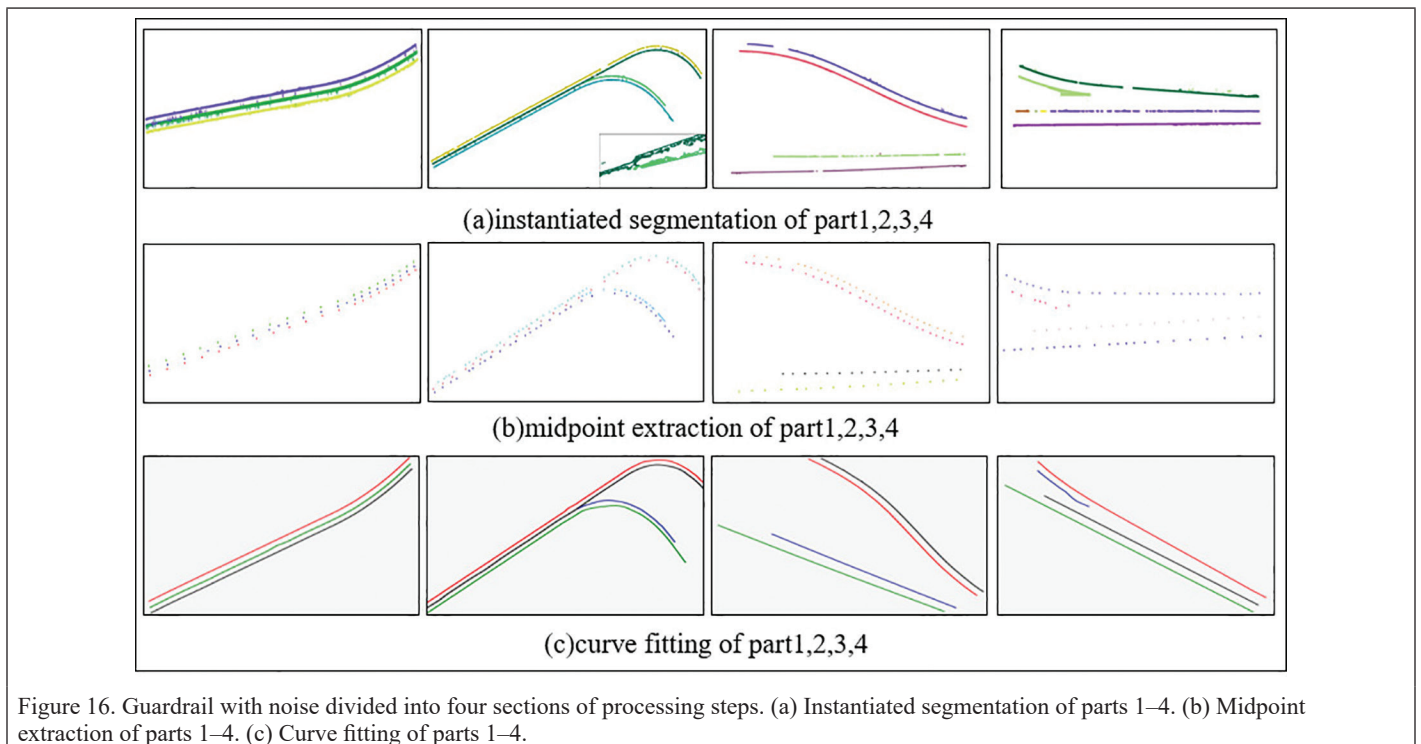 (a)instantiated segmentation of part1,2,3,4
(b)midpoint extraction of part1,2,3,4
(c)curve fitting of part1,2,3,4
Figure 16. Guardrail with noise divided into four sections of processing steps. (a) Instantiated segmentation of parts 1–4. (b) Midpoint
extraction of parts 1–4. (c) Curve fitting of parts 1–4.